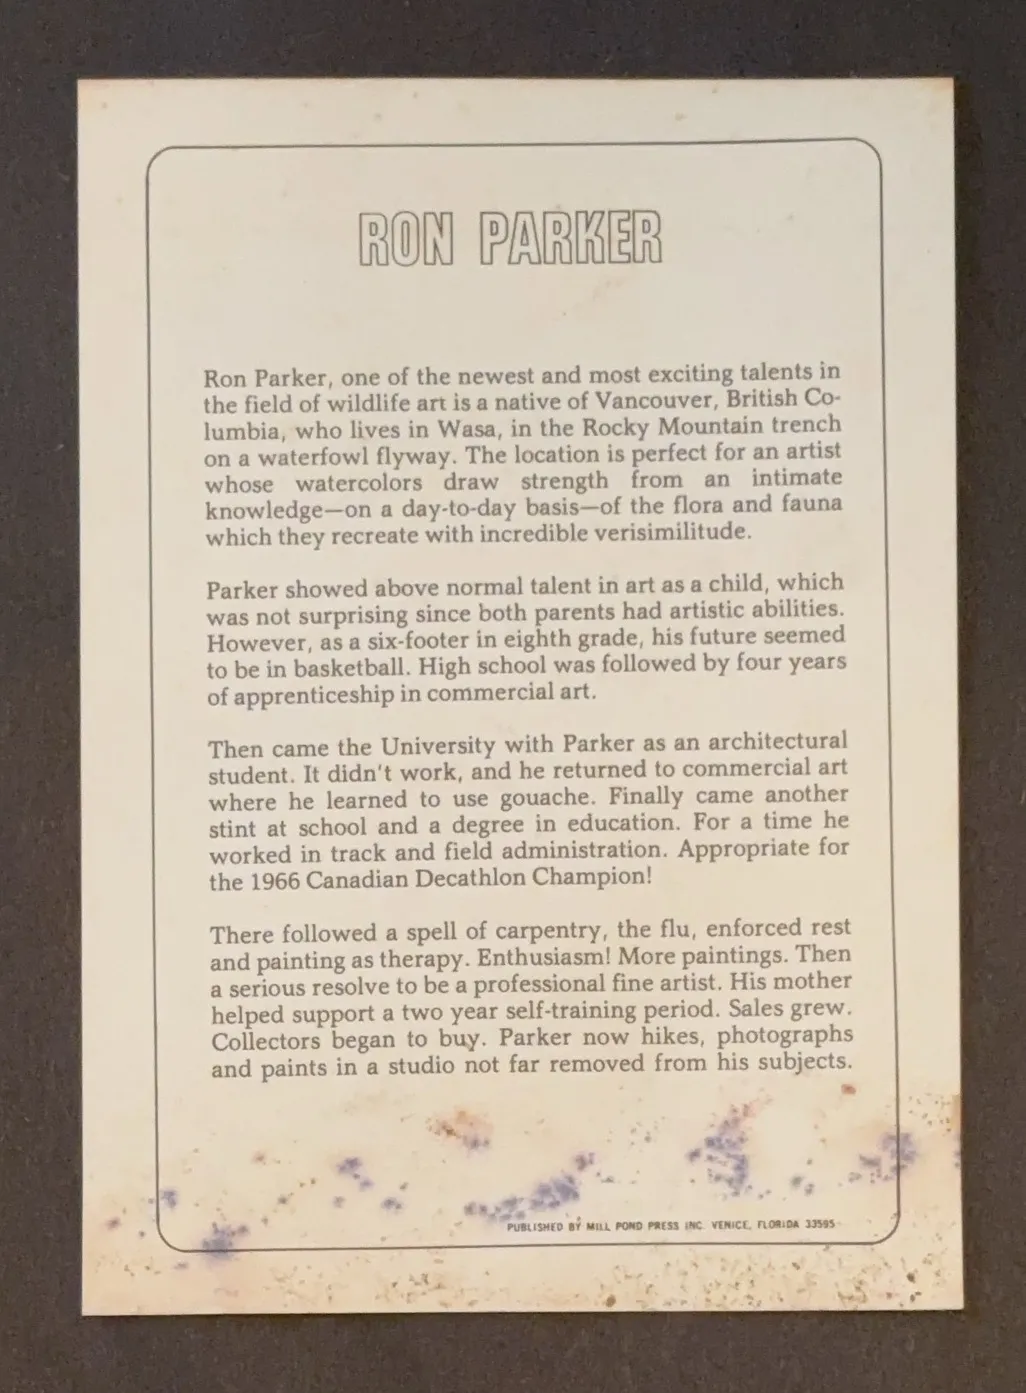 RON PARKER
Ron Parker, one of the newest and most exciting talents in
the field of wildlife art is a native of Vancouver, British Co-
lumbia, who lives in Wasa, in the Rocky Mountain trench
on a waterfowl flyway. The location is perfect for an artist
whose watercolors draw strength from an intimate
knowledge—on a day-to-day basis—of the flora and fauna
which they recreate with incredible verisimilitude.
Parker showed above normal talent in art as a child, which
was not surprising since both parents had artistic abilities.
However, as a six-footer in eighth grade, his future seemed
to be in basketball. High school was followed by four years
of apprenticeship in commercial art.
Then came the University with Parker as an architectural
student. It didn't work, and he returned to commercial art
where he learned to use gouache. Finally came another
stint at school and a degree in education. For a time he
worked in track and field administration. Appropriate for
the 1966 Canadian Decathlon Champion!
There followed a spell of carpentry, the flu, enforced rest
and painting as therapy. Enthusiasm! More paintings. Then
a serious resolve to be a professional fine artist. His mother
helped support a two year self-training period. Sales grew.
Collectors began to buy. Parker now hikes, photographs
and paints in a studio not far removed from his subjects.
PUBLISHED BY MILL POND PRESS INC. VENICE, FLORIDA 33595